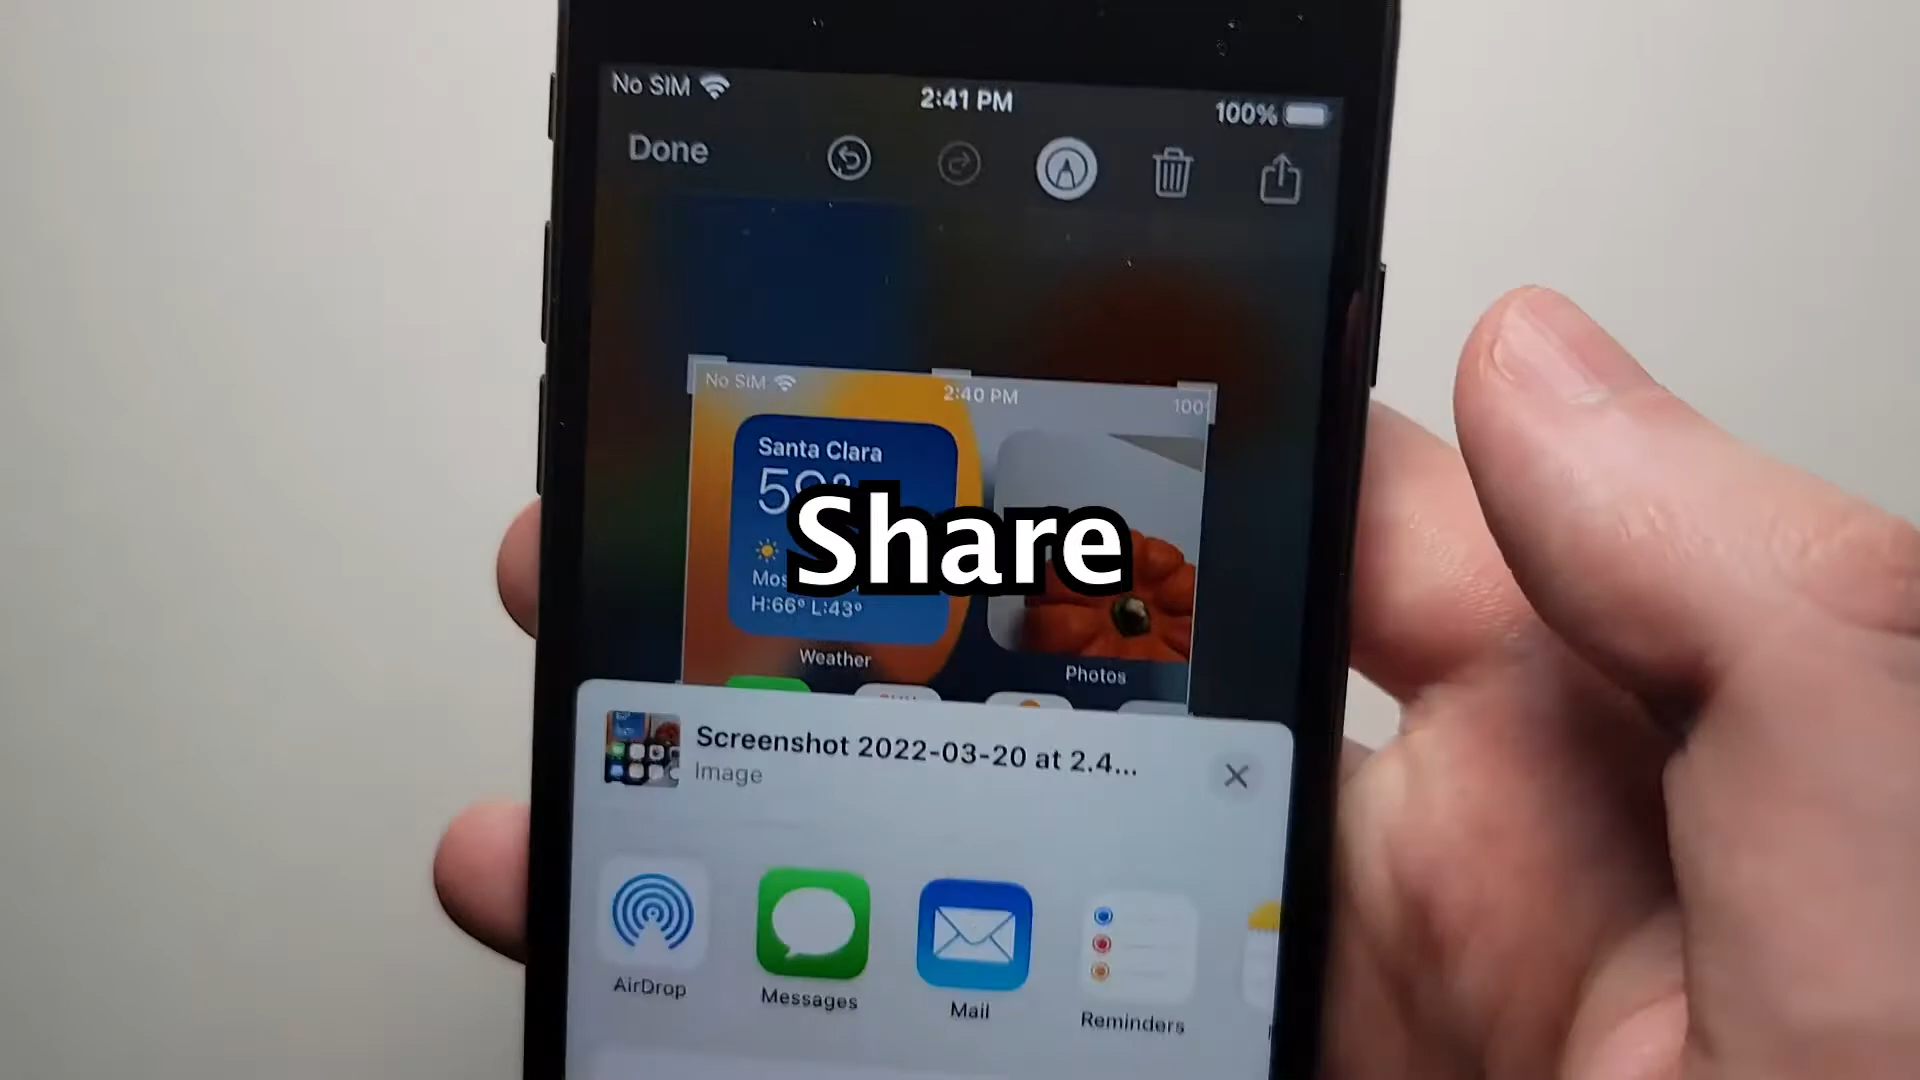 No SIM 2:41 PM 100%
Done
No SIM 2:40 PM 100
Santa Clara
Share
H:66° L:43°
Weather
Photos
Screenshot 2022-03-20 at 2.4...
Image
AirDrop
Messages
Mail
Reminders